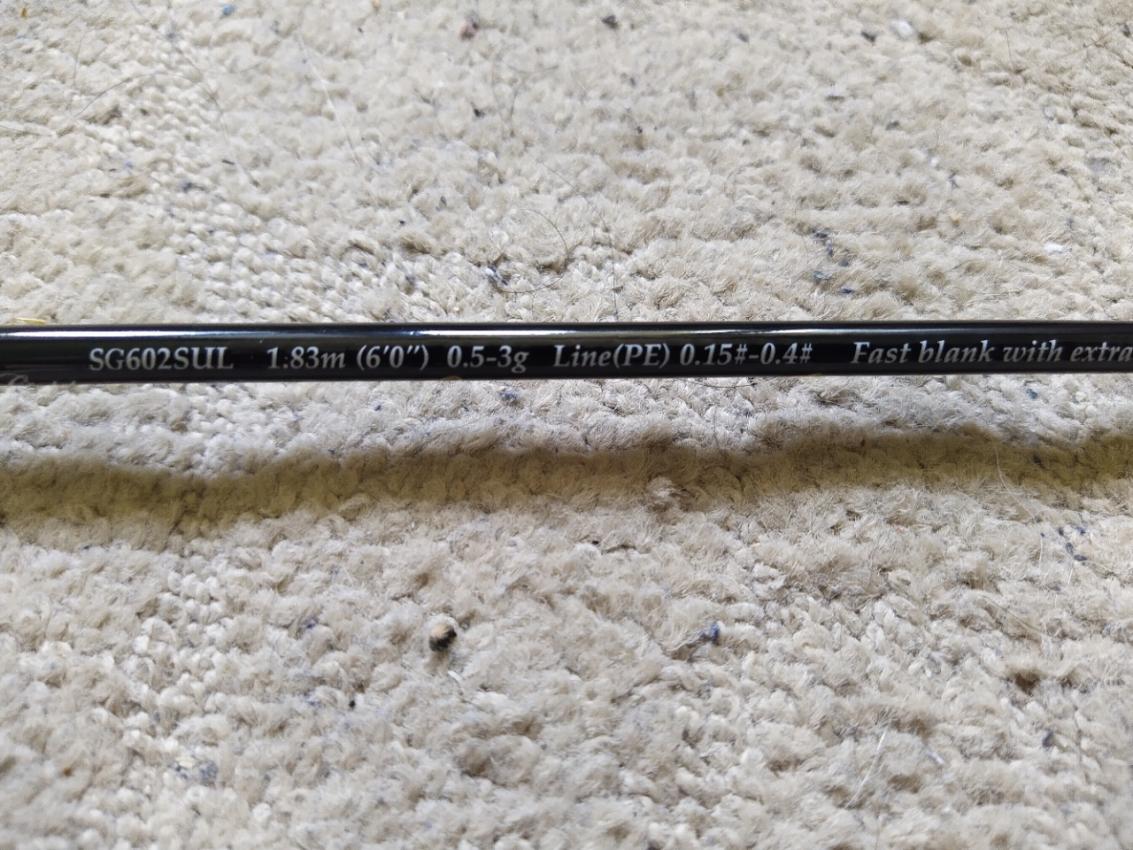 SG602SUL 1.83m (6'0") 0.5-3g Line(PE) 0.15#-0.4# Fast blank with extra